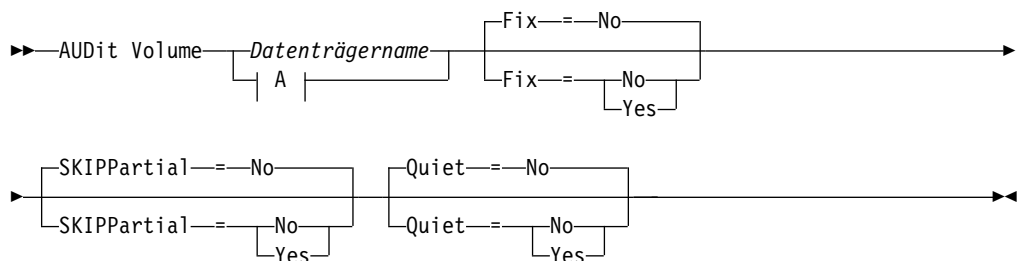 Fix = No
AUDit Volume Datenträgername
A
Fix = No
Yes
SKIPPartial = No Quiet = No
SKIPPartial = No Quiet = No
Yes Yes